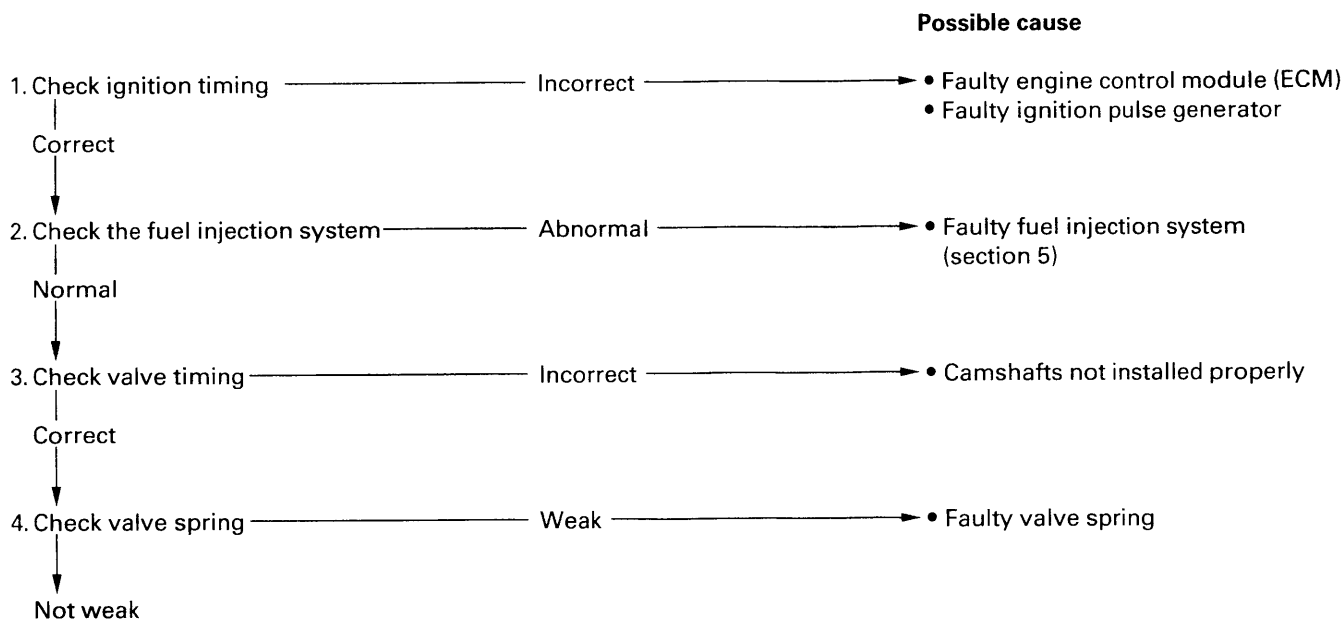 Possible cause
1. Check ignition timing Incorrect • Faulty engine control module (ECM)
• Faulty ignition pulse generator
Correct
2. Check the fuel injection system Abnormal • Faulty fuel injection system
(section 5)
Normal
3. Check valve timing Incorrect • Camshafts not installed properly
Correct
4. Check valve spring Weak • Faulty valve spring
Not weak